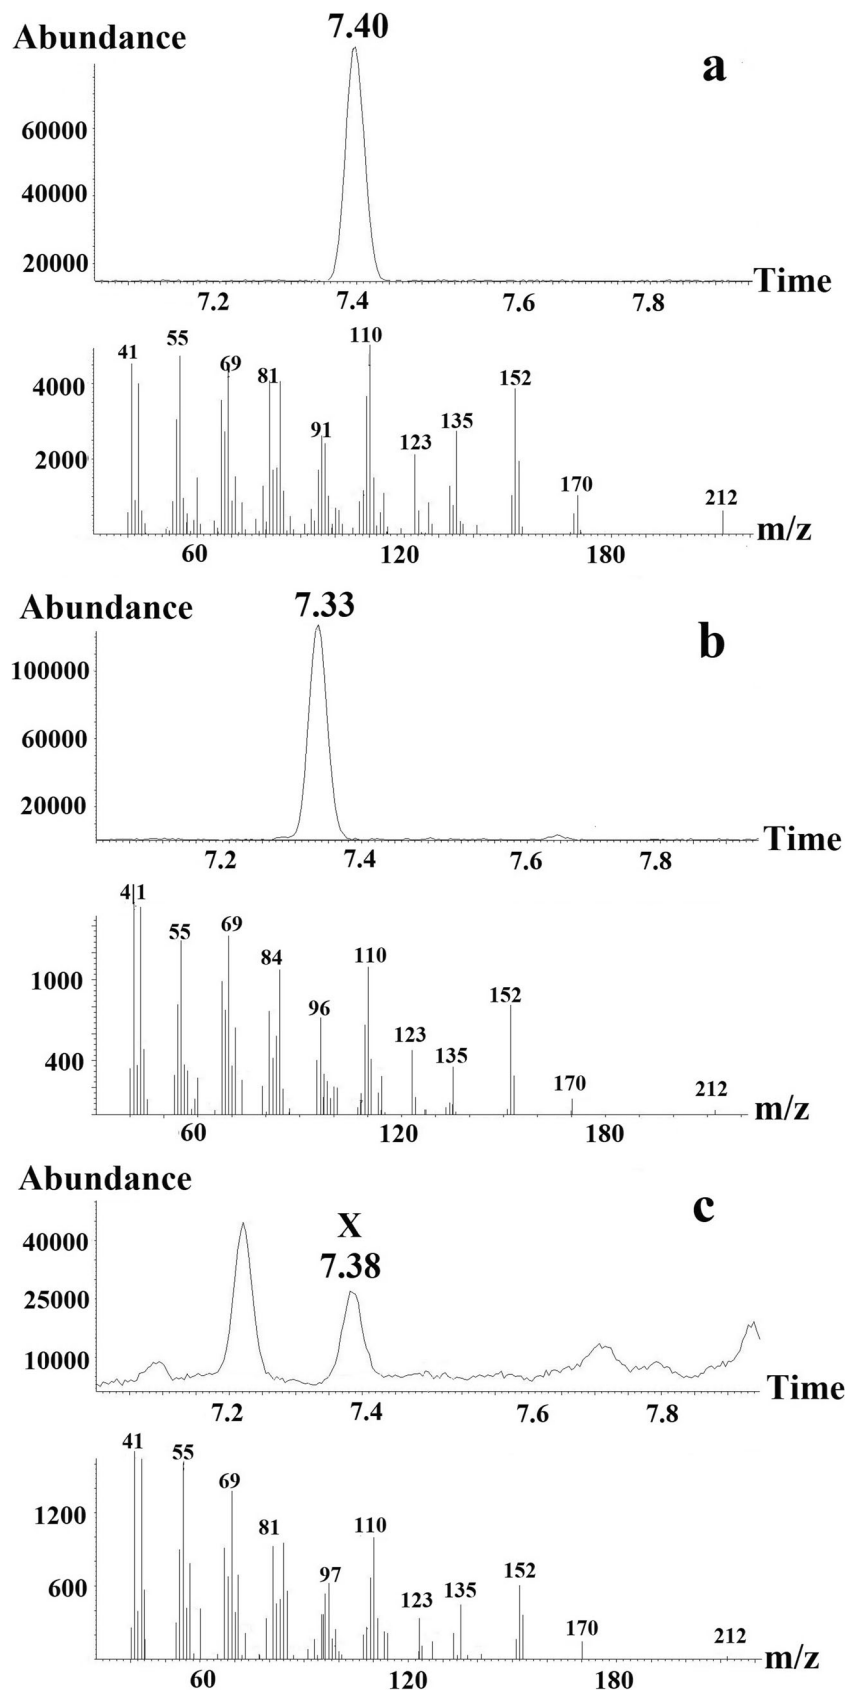 Abundance
7.40
a
60000
40000
20000
Time
7.2 7.4 7.6 7.8
110
55
41
69
81
152
4000
135
91
123
2000
170
212
m/z
60 120 180
Abundance
7.33
b
100000
60000
20000
Time
7.2 7.4 7.6 7.8
41
69
55
84
110
1000
152
96
123
135
400
170
212
m/z
60 120 180
Abundance
c
X
7.38
40000
25000
10000
Time
7.2 7.4 7.6 7.8
41
55
69
81
110
1200
97
152
135
600
123
170
212
m/z
60 120 180